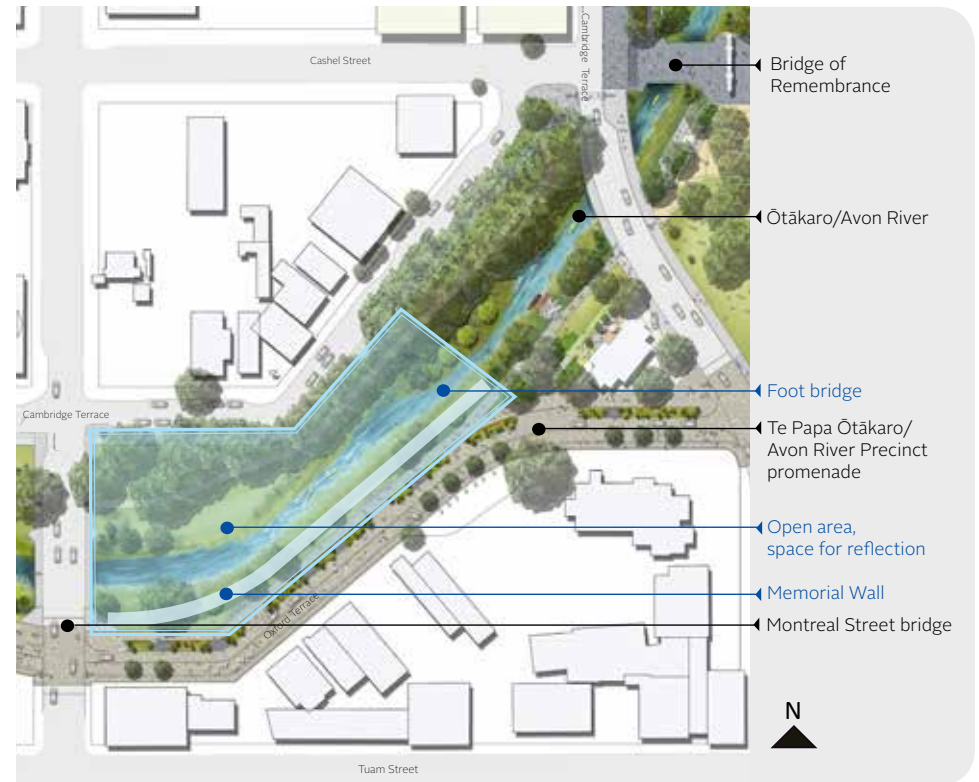 Cashel Street
Cambridge Terrace
Bridge of
Remembrance
Ōtākaro/Avon River
Foot bridge
Cambridge Terrace
Te Papa Ōtākaro/
Avon River Precinct
promenade
Open area,
space for reflection
Memorial Wall
Oxford Terrace
Montreal Street bridge
N
Tuam Street